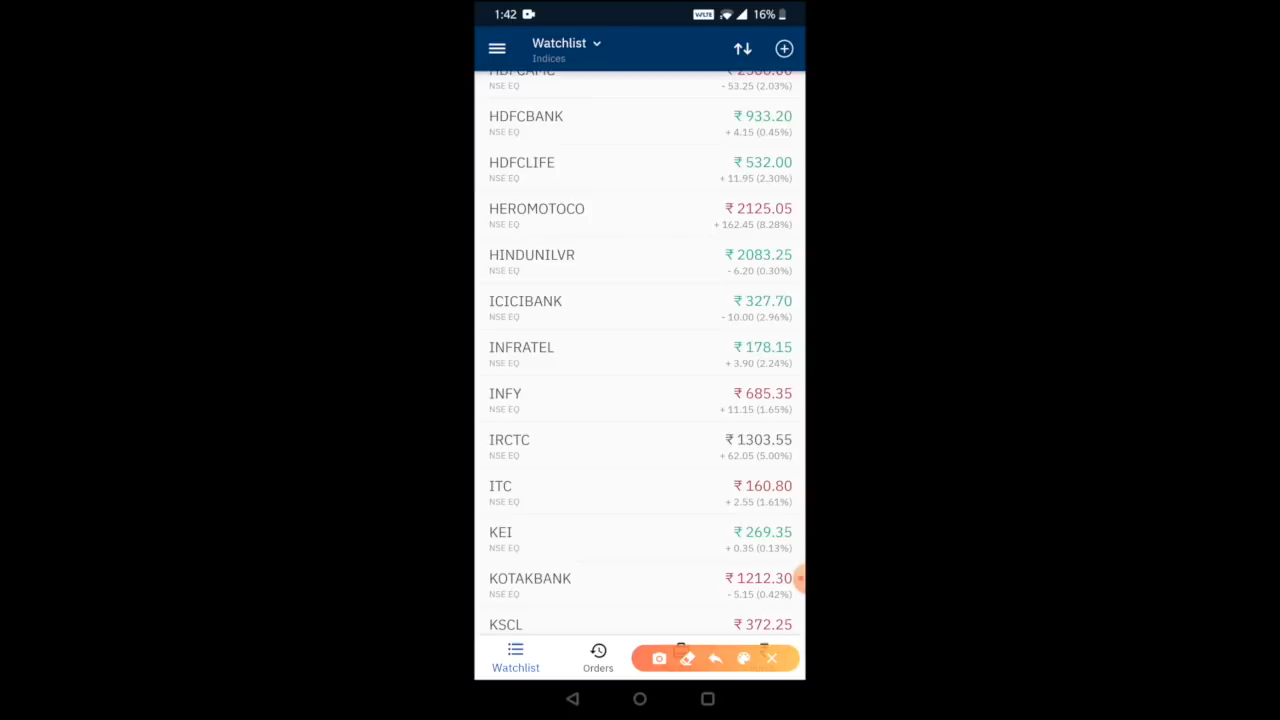 1:42 VoLTE 16%
Watchlist
Indices
HDFCAMC
NSE EQ - 53.25 (2.03%)
HDFCBANK ₹ 933.20
NSE EQ + 4.15 (0.45%)
HDFCLIFE ₹ 532.00
NSE EQ + 11.95 (2.30%)
HEROMOTOCO ₹ 2125.05
NSE EQ + 162.45 (8.28%)
HINDUNILVR ₹ 2083.25
NSE EQ - 6.20 (0.30%)
ICICIBANK ₹ 327.70
NSE EQ - 10.00 (2.96%)
INFRATEL ₹ 178.15
NSE EQ + 3.90 (2.24%)
INFY ₹ 685.35
NSE EQ + 11.15 (1.65%)
IRCTC ₹ 1303.55
NSE EQ + 62.05 (5.00%)
ITC ₹ 160.80
NSE EQ + 2.55 (1.61%)
KEI ₹ 269.35
NSE EQ + 0.35 (0.13%)
KOTAKBANK ₹ 1212.30
NSE EQ - 5.15 (0.42%)
KSCL ₹ 372.25
Watchlist Orders